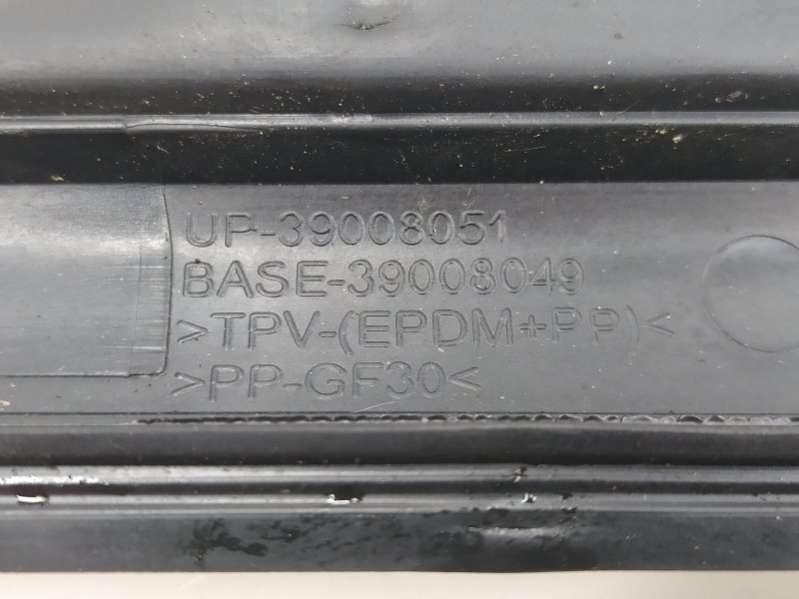 UP-39008051
BASE-39008049
>TPV-(EPDM+PP)<
>PP-GF30<